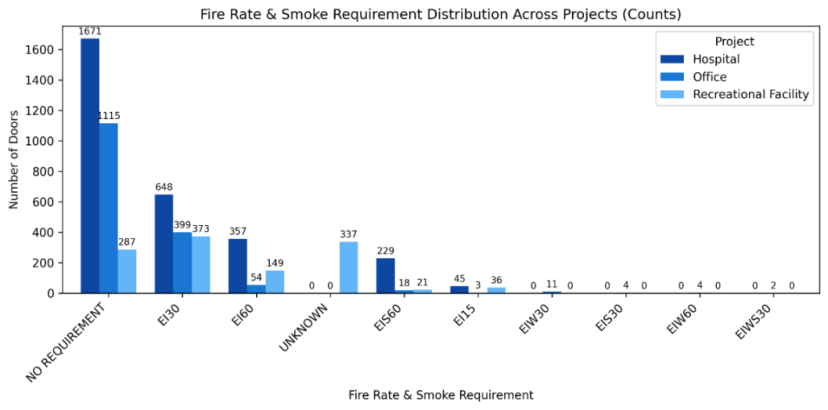 Fire Rate & Smoke Requirement Distribution Across Projects (Counts)
Project
Hospital
Office
Recreational Facility
Number of Doors
1600
1400
1200
1000
800
600
400
200
0
1671
1115
287
648
399
373
357
54
149
0
0
337
229
18
21
45
3
36
0
11
0
0
4
0
0
4
0
0
2
0
NO REQUIREMENT
EI30
EI60
UNKNOWN
EIS60
EI15
EIW30
EIS30
EIW60
EIWS30
Fire Rate & Smoke Requirement